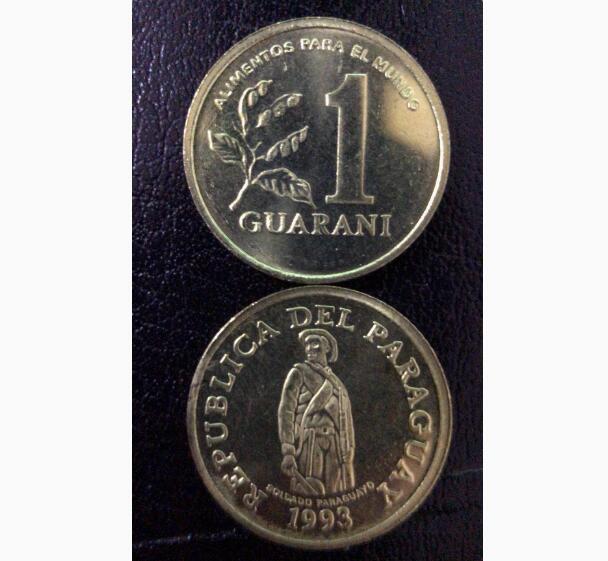 ALIMENTOS PARA EL MUNDO
1
GUARANI
REPUBLICA DEL PARAGUAY
SOLDADO PARAGUAYO
1993